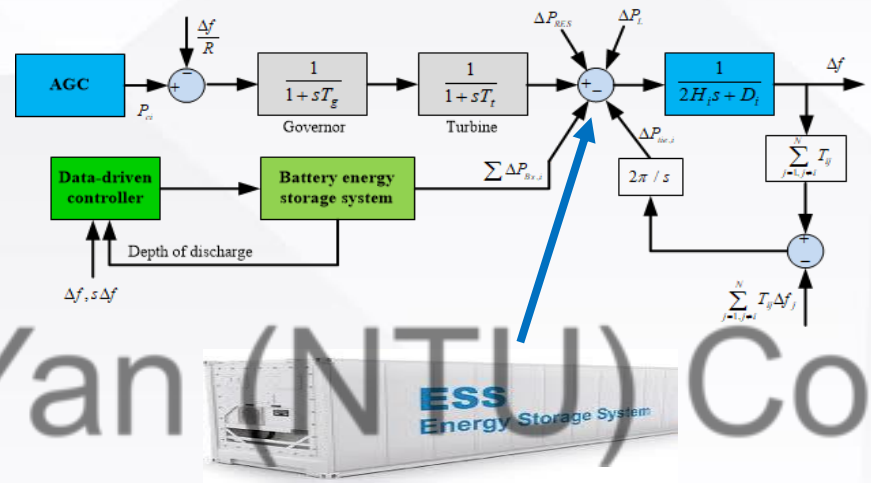 Δf
R
ΔP_RES
ΔP_L
AGC
P_ci
−
+
1
1+sT_g
Governor
1
1+sT_t
Turbine
+
−
1
2H_i s + D_i
Δf
ΔP_tie,i
N
∑ T_ij
j=1, j≠i
2π / s
Data-driven
controller
Battery energy
storage system
∑ΔP_Bs,i
Depth of discharge
Δf, sΔf
+
−
N
∑ T_ij Δf_j
j=1, j≠i
Yan (NTU) Co
ESS
Energy Storage System